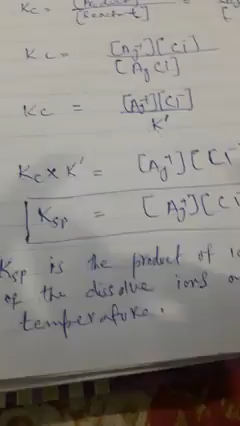 Kc = [Ag+][Cl-] / [AgCl]
Kc = [Ag+][Cl-] / K'
Kc × K' = [Ag+][Cl-
Ksp = [Ag+][Cl
Ksp is the product of
of the dissolve ions
temperature.